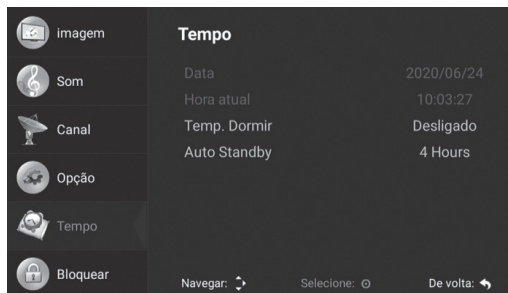 imagem
Som
Canal
Opção
Tempo
Bloquear
Tempo
Data 2020/06/24
Hora atual 10:03:27
Temp. Dormir Desligado
Auto Standby 4 Hours
Navegar: Selecione: De volta: